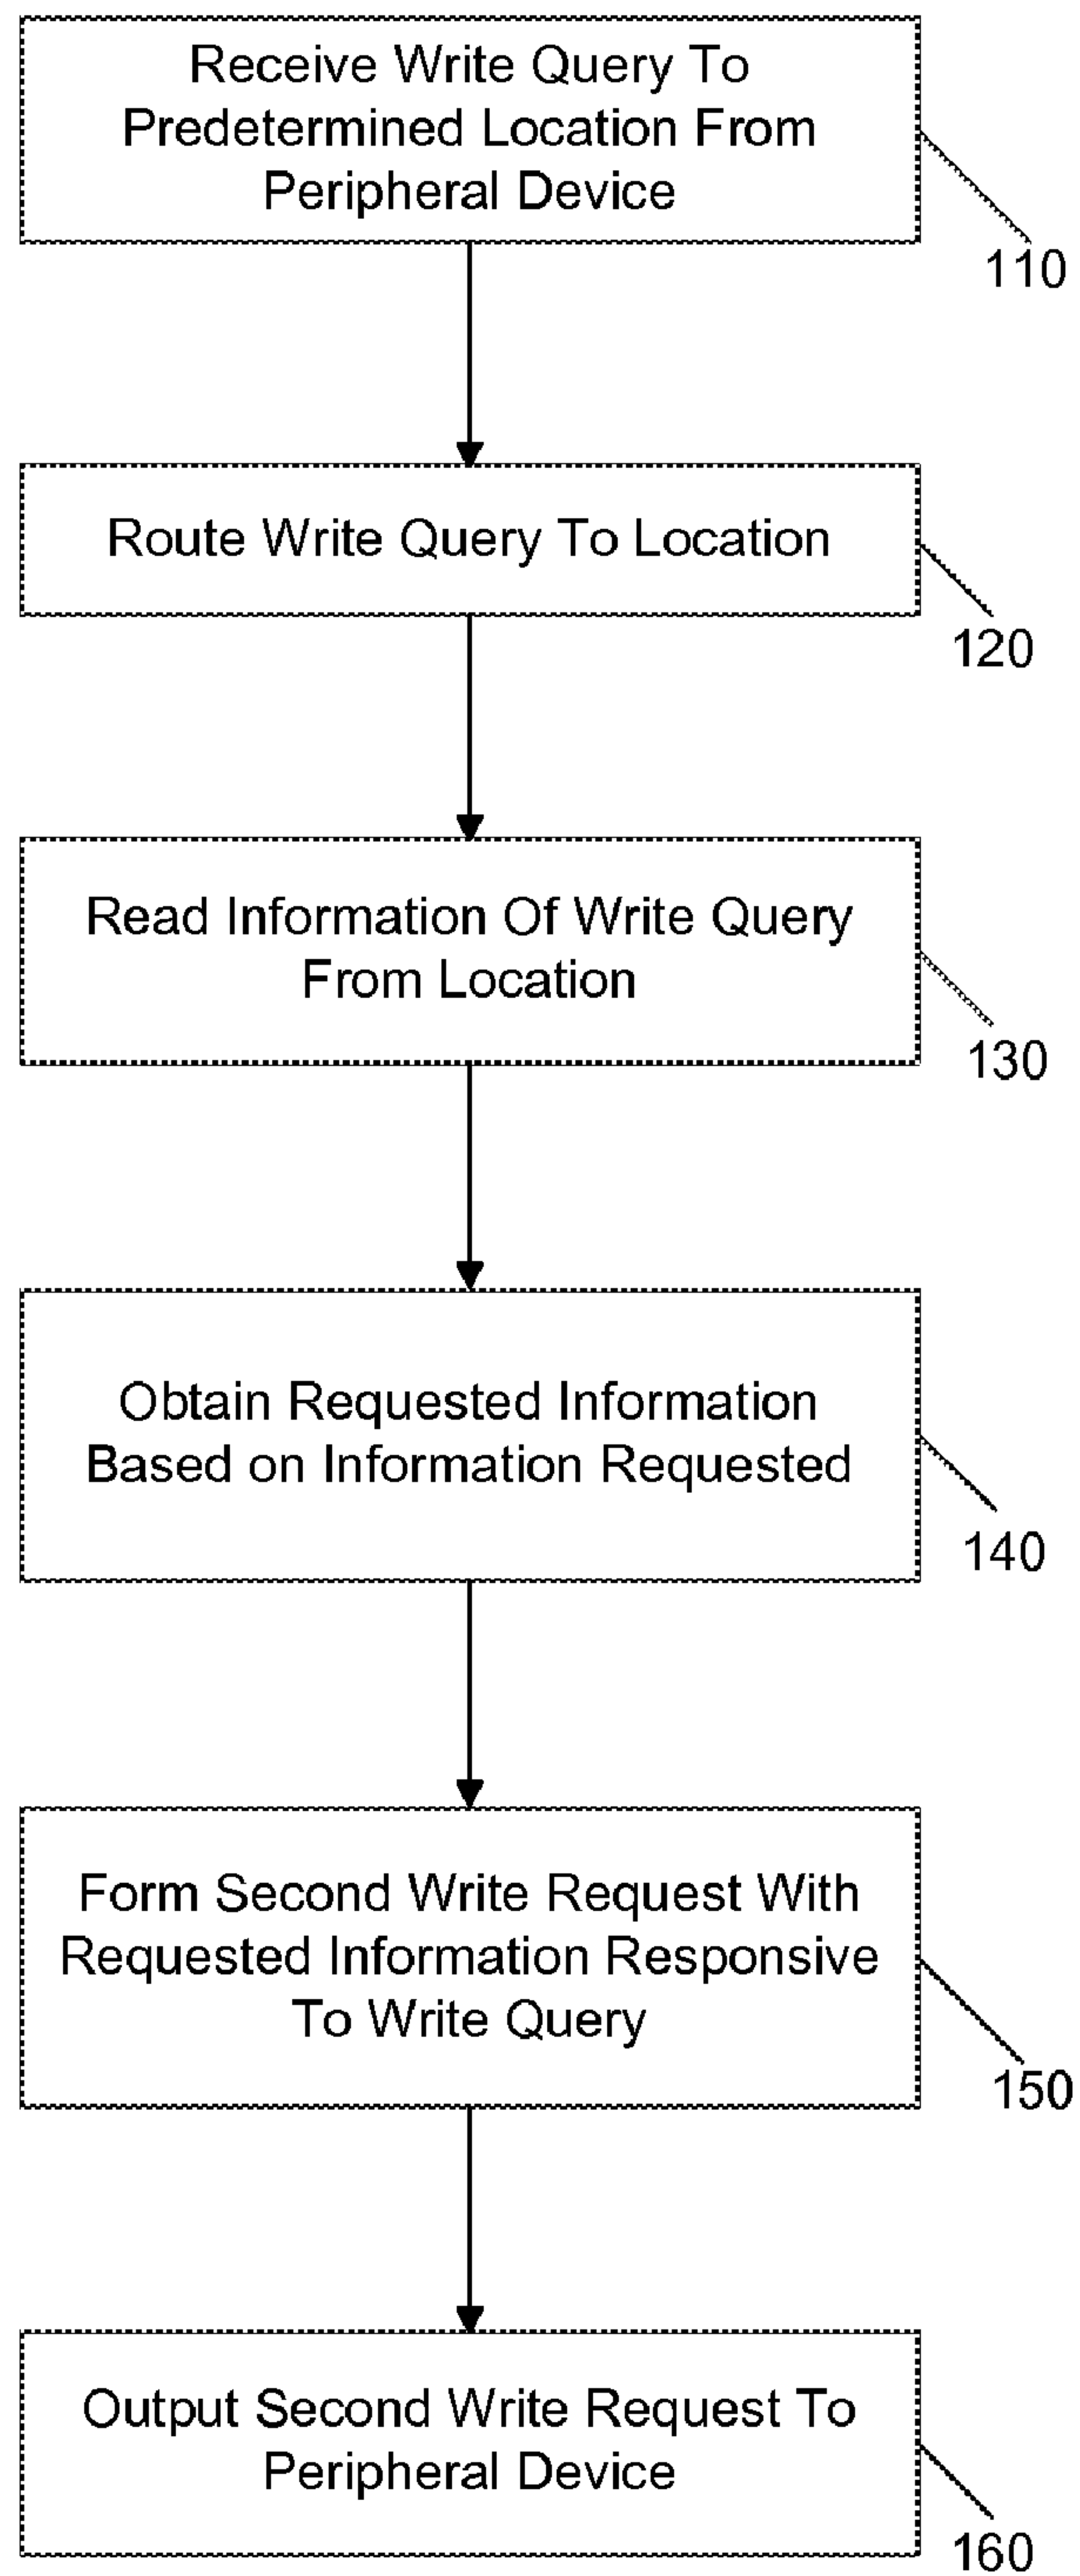 Receive Write Query To
Predetermined Location From
Peripheral Device
110
Route Write Query To Location
120
Read Information Of Write Query
From Location
130
Obtain Requested Information
Based on Information Requested
140
Form Second Write Request With
Requested Information Responsive
To Write Query
150
Output Second Write Request To
Peripheral Device
160